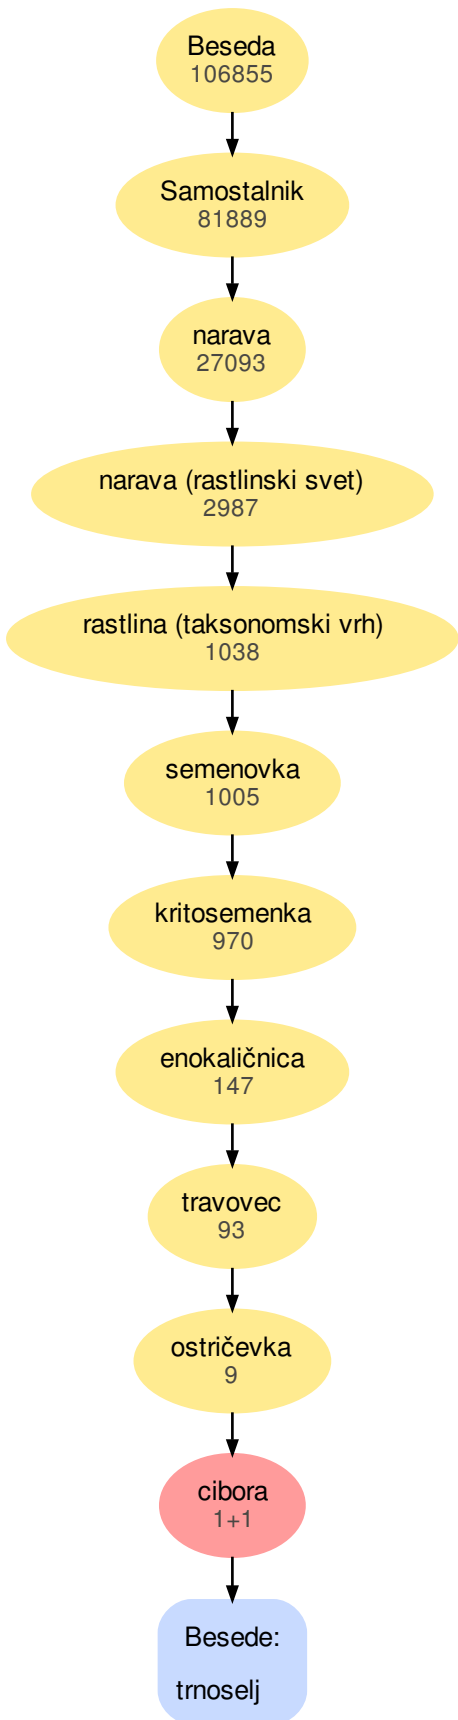 Beseda
106855
Samostalnik
81889
narava
27093
narava (rastlinski svet)
2987
rastlina (taksonomski vrh)
1038
semenovka
1005
kritosemenka
970
enokaličnica
147
travovec
93
ostričevka
9
cibora
1+1
Besede:
trnoselj